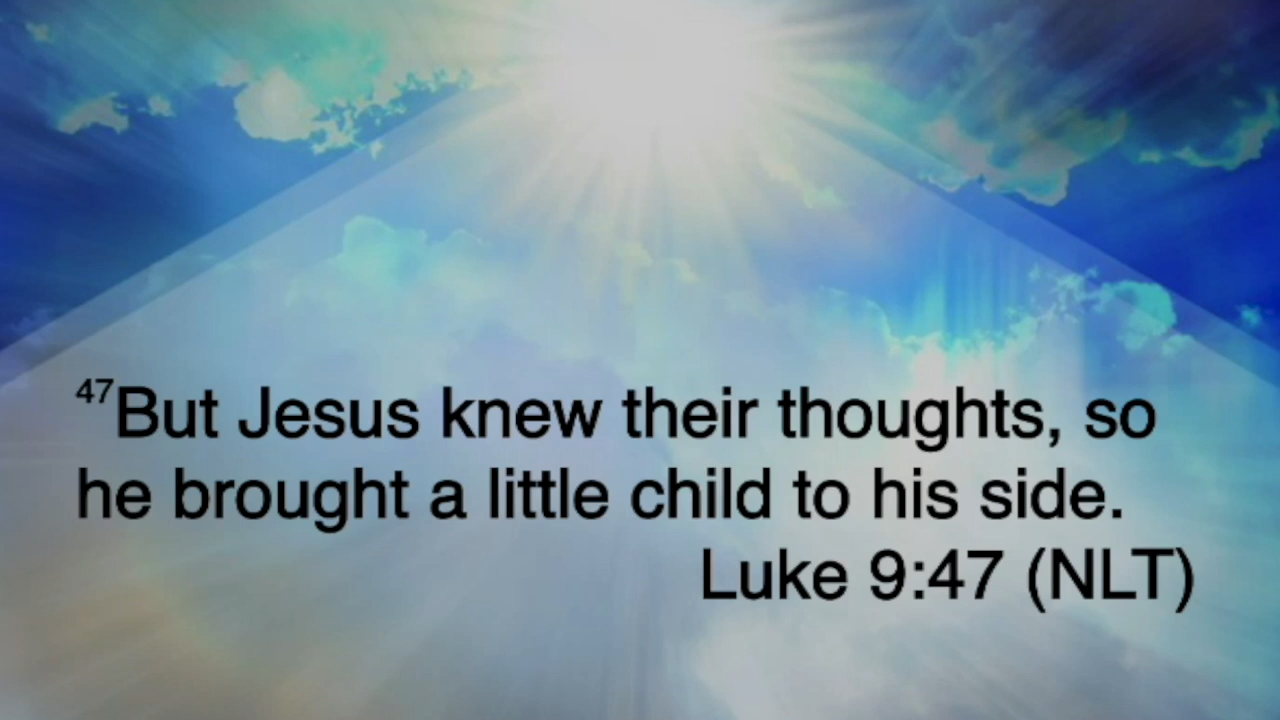 47But Jesus knew their thoughts, so
he brought a little child to his side.
Luke 9:47 (NLT)